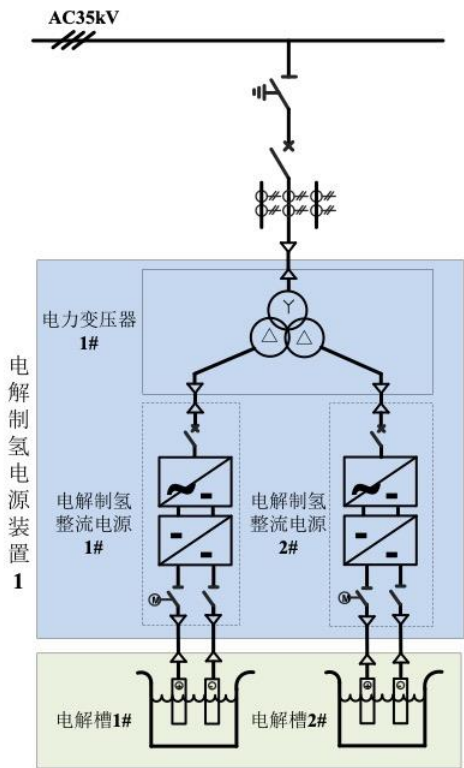 AC35kV
电力变压器
1#
电解制氢电源装置1
电解制氢
整流电源
1#
电解制氢
整流电源
2#
M
M
电解槽1#
电解槽2#